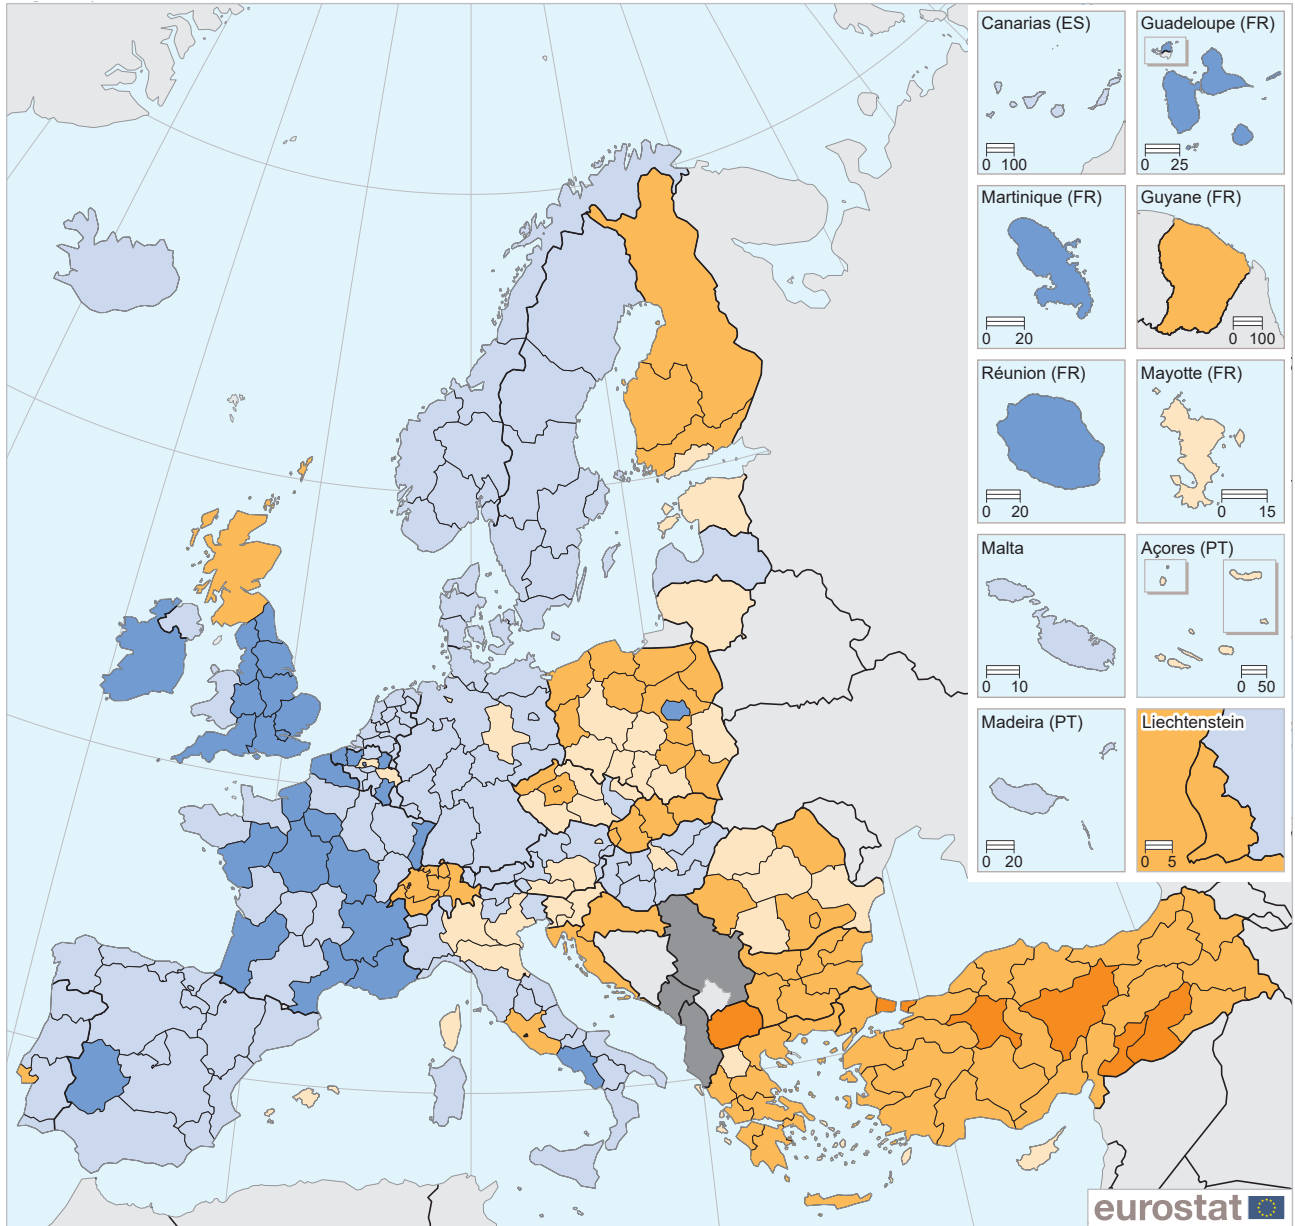 Canarias (ES)
0 100
Guadeloupe (FR)
0 25
Martinique (FR)
0 20
Guyane (FR)
0 100
Réunion (FR)
0 20
Mayotte (FR)
0 15
Malta
0 10
Açores (PT)
0 50
Madeira (PT)
0 20
Liechtenstein
0 5
eurostat